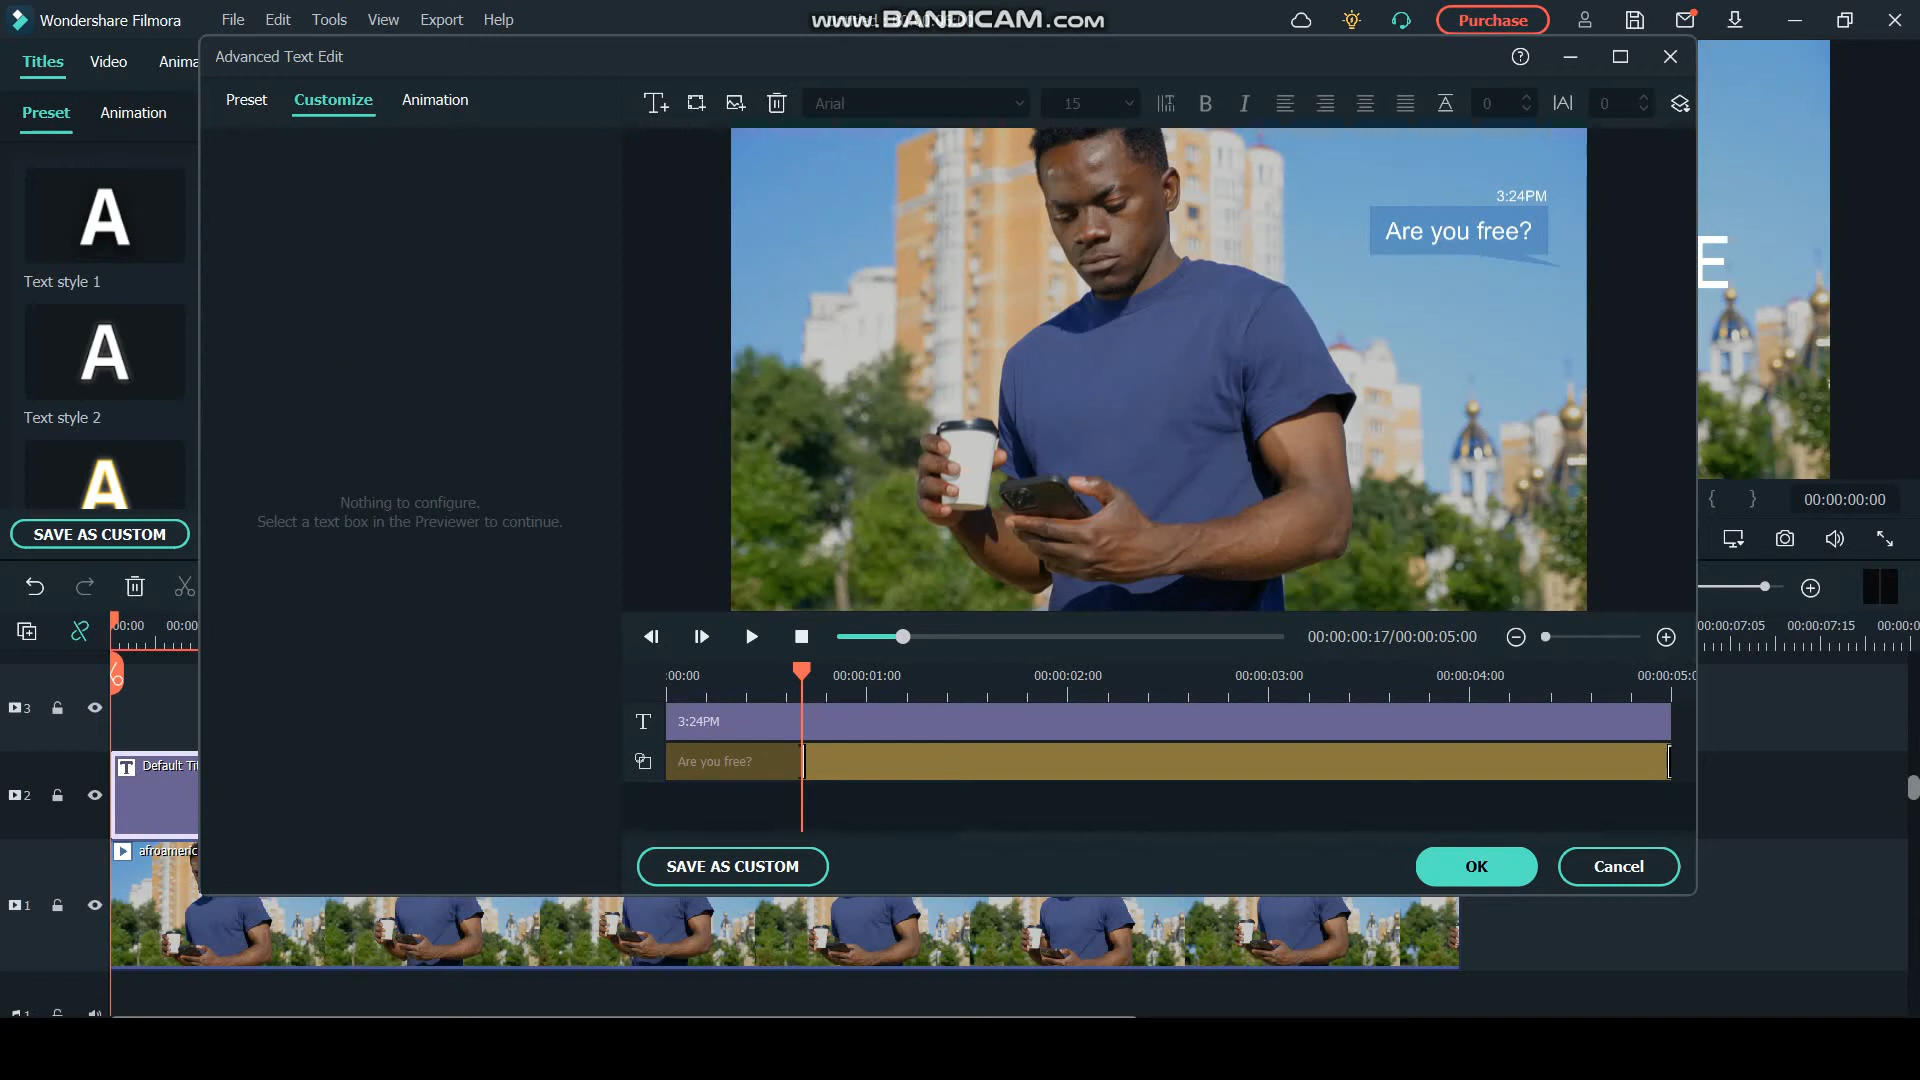 Wondershare Filmora File Edit Tools View Export Help
www.BANDICAM.com
Purchase
Titles Video Anima
Advanced Text Edit
Preset Customize Animation
Arial 15 0 0
Preset Animation
3:24PM
Are you free?
E
Text style 1
Text style 2
Nothing to configure.
Select a text box in the Previewer to continue.
SAVE AS CUSTOM
00:00:00:00
00:00:00:17/00:00:05:00
:00:00 00:00:01:00 00:00:02:00 00:00:03:00 00:00:04:00 00:00:05:0
3:24PM
Are you free?
SAVE AS CUSTOM OK Cancel
00:00 00:00
00:00:07:05 00:00:07:15 00:00:0
3
2
Default Tit
1
afroameric
1